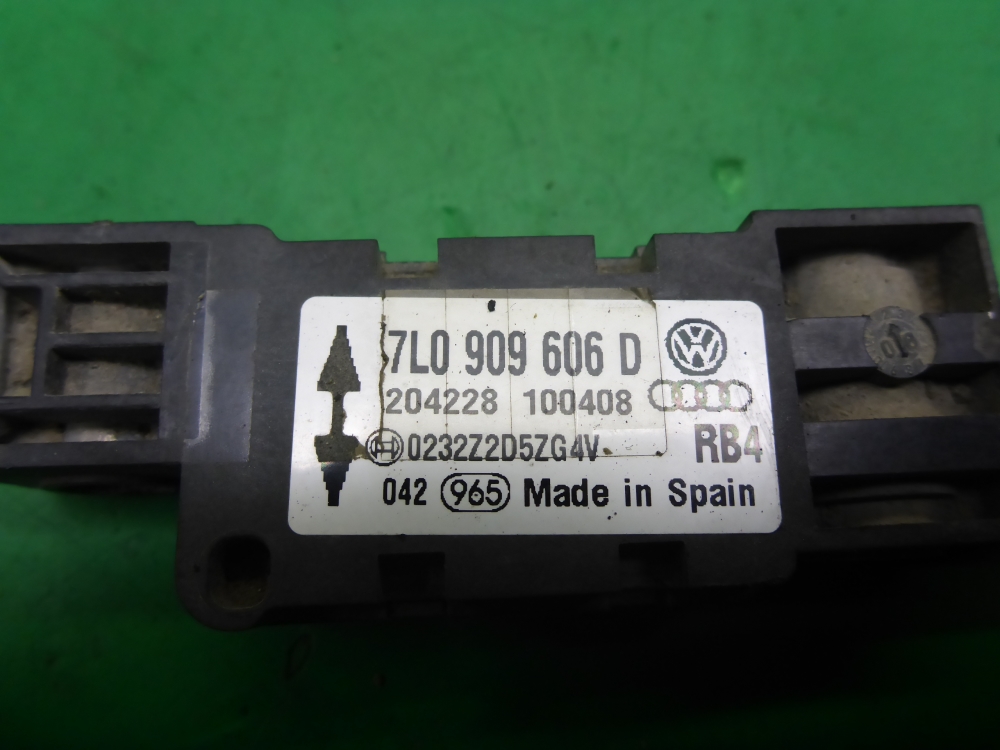 7L0 909 606 D
204228 100408
0232Z2D5ZG4V
RB4
042 965 Made in Spain